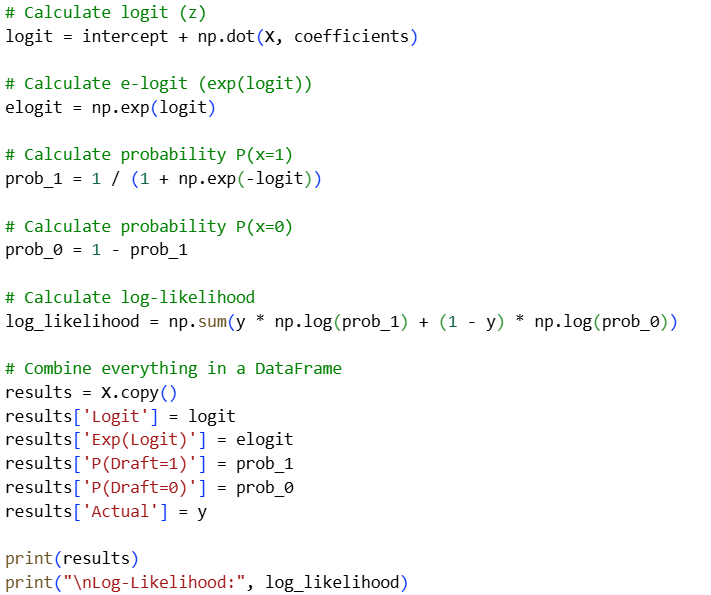 # Calculate logit (z)
logit = intercept + np.dot(X, coefficients)
# Calculate e-logit (exp(logit))
elogit = np.exp(logit)
# Calculate probability P(x=1)
prob_1 = 1 / (1 + np.exp(-logit))
# Calculate probability P(x=0)
prob_0 = 1 - prob_1
# Calculate log-likelihood
log_likelihood = np.sum(y * np.log(prob_1) + (1 - y) * np.log(prob_0))
# Combine everything in a DataFrame
results = X.copy()
results['Logit'] = logit
results['Exp(Logit)'] = elogit
results['P(Draft=1)'] = prob_1
results['P(Draft=0)'] = prob_0
results['Actual'] = y
print(results)
print("\nLog-Likelihood:", log_likelihood)